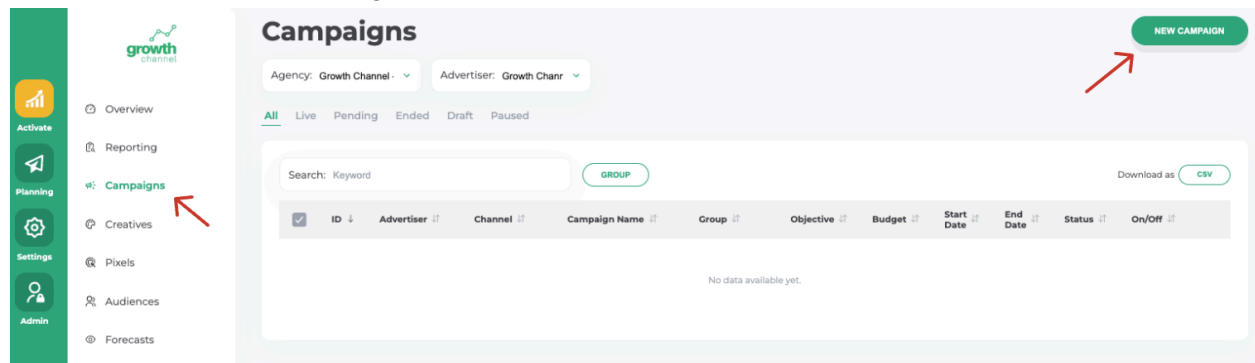 Activate
Planning
Settings
Admin
growth
channel
Overview
Reporting
Campaigns
Creatives
Pixels
Audiences
Forecasts
Campaigns
NEW CAMPAIGN
Agency: Growth Channel - Advertiser: Growth Chanr
All Live Pending Ended Draft Paused
Search: Keyword GROUP Download as CSV
ID Advertiser Channel Campaign Name Group Objective Budget Start Date End Date Status On/Off
No data available yet.